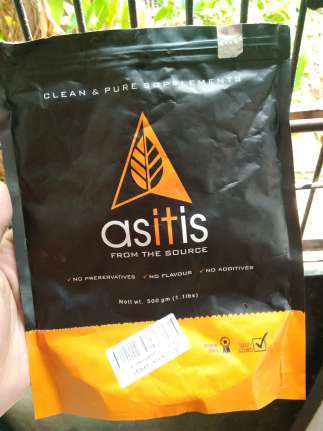 CLEAN & PURE SUPPLEMENTS
asitis
FROM THE SOURCE
✓NO PRESERVATIVES ✓NO FLAVOUR ✓NO ADDITIVES
Nett wt. 500 gm (1.1lbs)